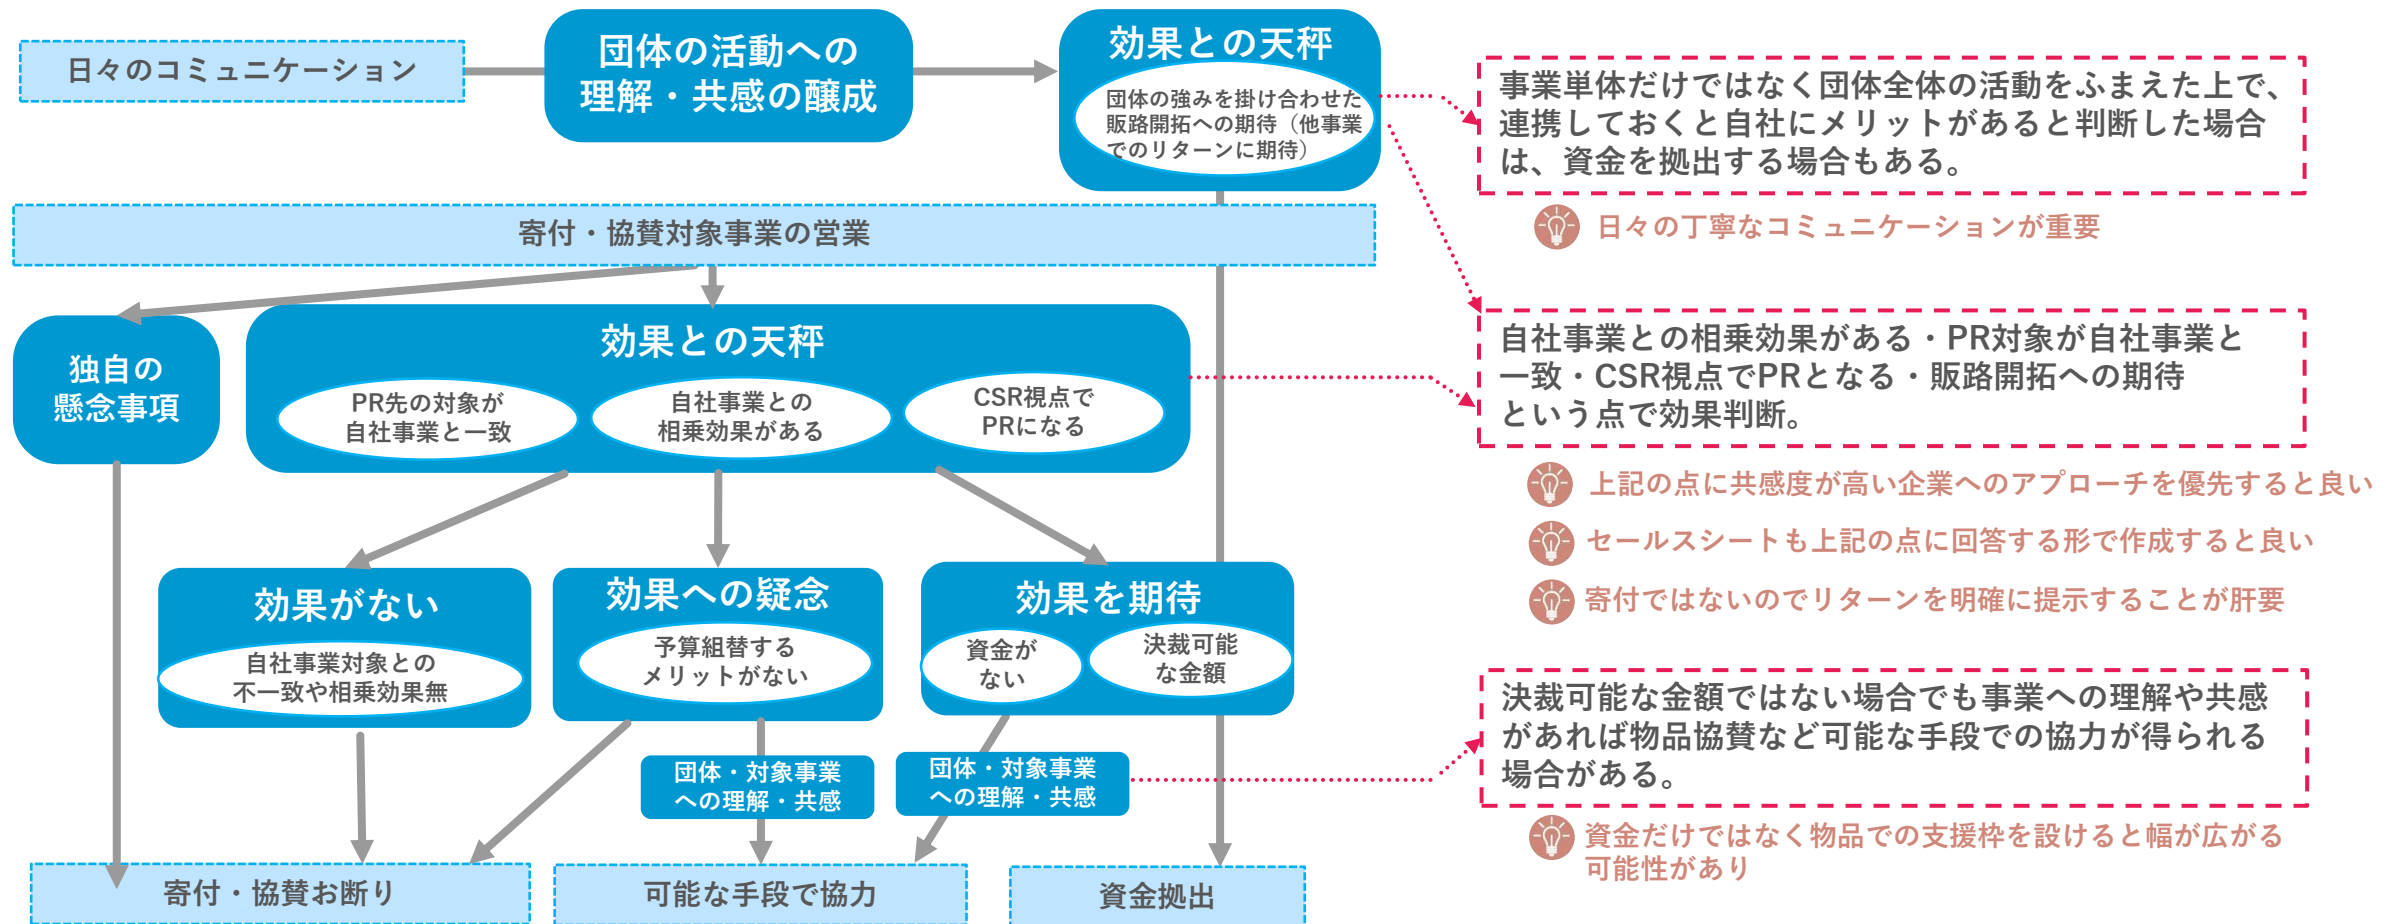 日々のコミュニケーション
団体の活動への
理解・共感の醸成
効果との天秤
団体の強みを掛け合わせた
販路開拓への期待（他事業
でのリターンに期待）
事業単体だけではなく団体全体の活動をふまえた上で、
連携しておくと自社にメリットがあると判断した場合
は、資金を拠出する場合もある。
日々の丁寧なコミュニケーションが重要
寄付・協賛対象事業の営業
独自の
懸念事項
効果との天秤
PR先の対象が
自社事業と一致
自社事業との
相乗効果がある
CSR視点で
PRになる
自社事業との相乗効果がある・PR対象が自社事業と
一致・CSR視点でPRとなる・販路開拓への期待
という点で効果判断。
上記の点に共感度が高い企業へのアプローチを優先すると良い
セールスシートも上記の点に回答する形で作成すると良い
寄付ではないのでリターンを明確に提示することが肝要
効果がない
自社事業対象との
不一致や相乗効果無
効果への疑念
予算組替する
メリットがない
効果を期待
資金が
ない
決裁可能
な金額
決裁可能な金額ではない場合でも事業への理解や共感
があれば物品協賛など可能な手段での協力が得られる
場合がある。
団体・対象事業
への理解・共感
団体・対象事業
への理解・共感
資金だけではなく物品での支援枠を設けると幅が広がる
可能性があり
寄付・協賛お断り
可能な手段で協力
資金拠出